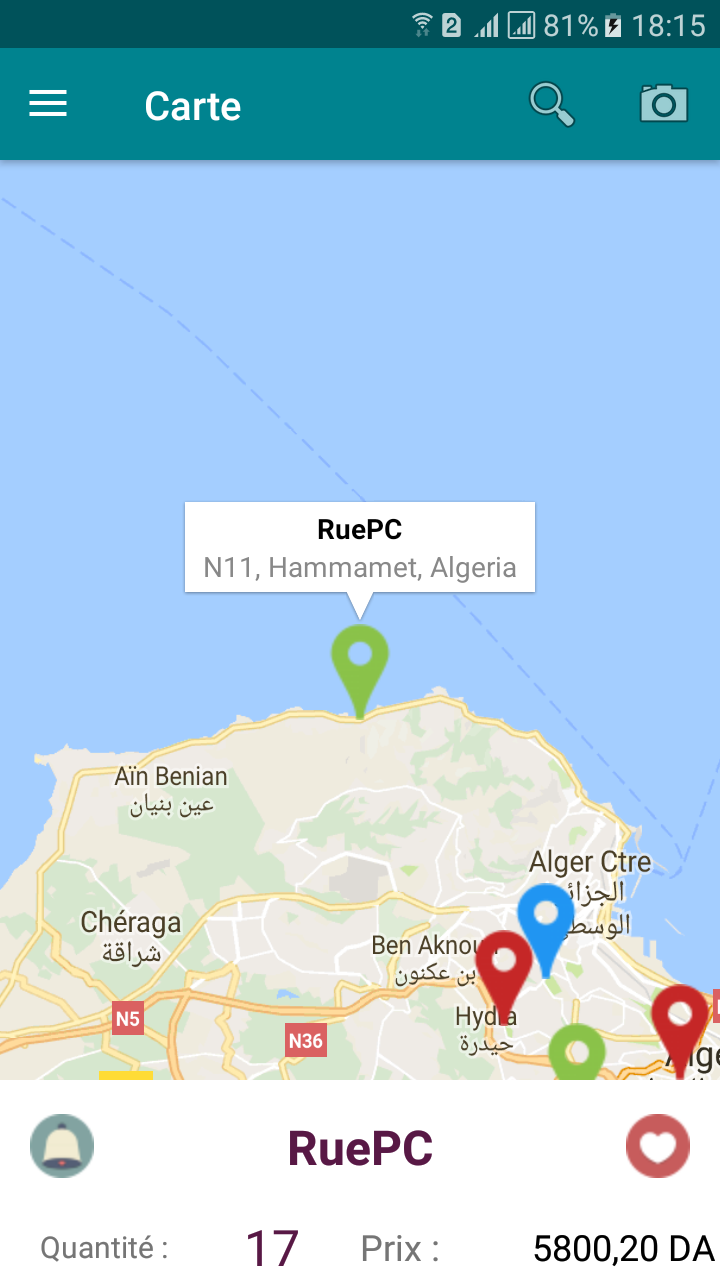 2 81% 18:15
Carte
RuePC
N11, Hammamet, Algeria
Aïn Benian
عين بنيان
Alger Ctre
الجزائر
الوسطى
Chéraga
شراقة
Ben Aknoun
بن عكنون
N5
Hydra
حيدرة
N36
RuePC
Quantité : 17 Prix : 5800,20 DA